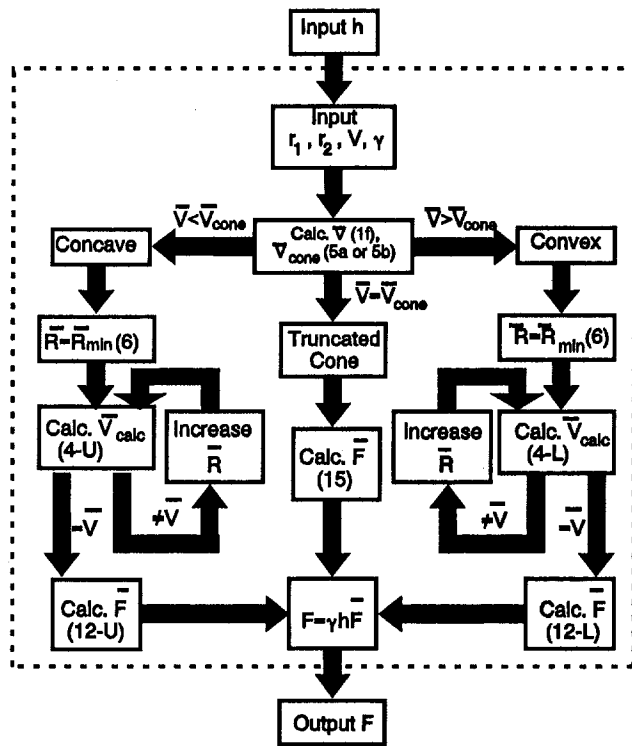 Input h
Input
r₁ , r₂ , V, γ
V̅<V̅cone
Calc. ⊽ (1f),
⊽cone (5a or 5b)
⊽>V̅cone
Concave
Convex
V̅=V̅cone
R̅=R̅min(6)
Truncated
Cone
R̅=R̅min(6)
Calc. V̅calc
(4-U)
Increase
R̅
Calc. F̅
(15)
Increase
R̅
Calc. V̅calc
(4-L)
=V̅
≠V̅
≠V̅
=V̅
Calc. F̅
(12-U)
F=γhF̅
Calc. F̅
(12-L)
Output F